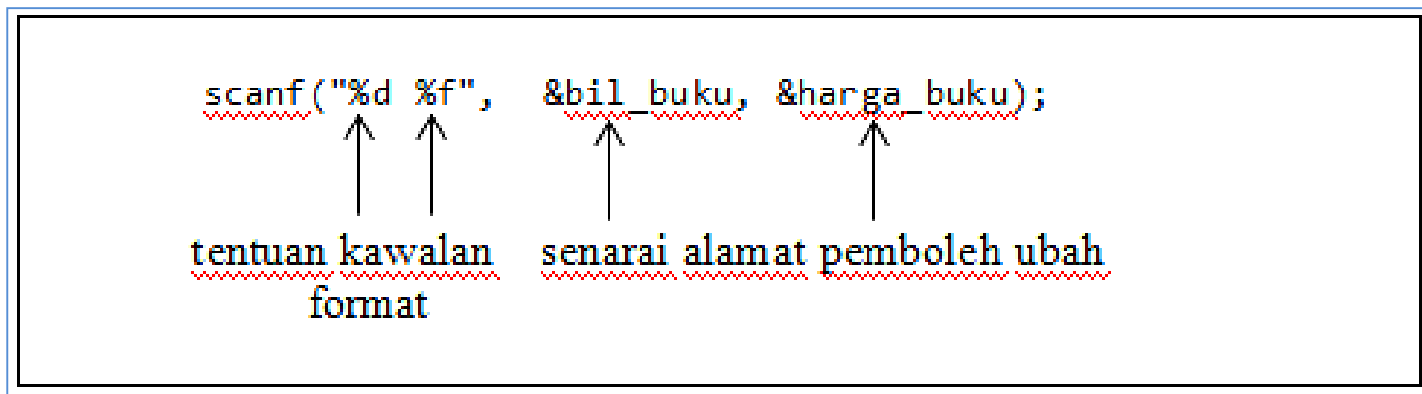 scanf("%d %f", &bil_buku, &harga_buku);
tentuan kawalan format
senarai alamat pemboleh ubah